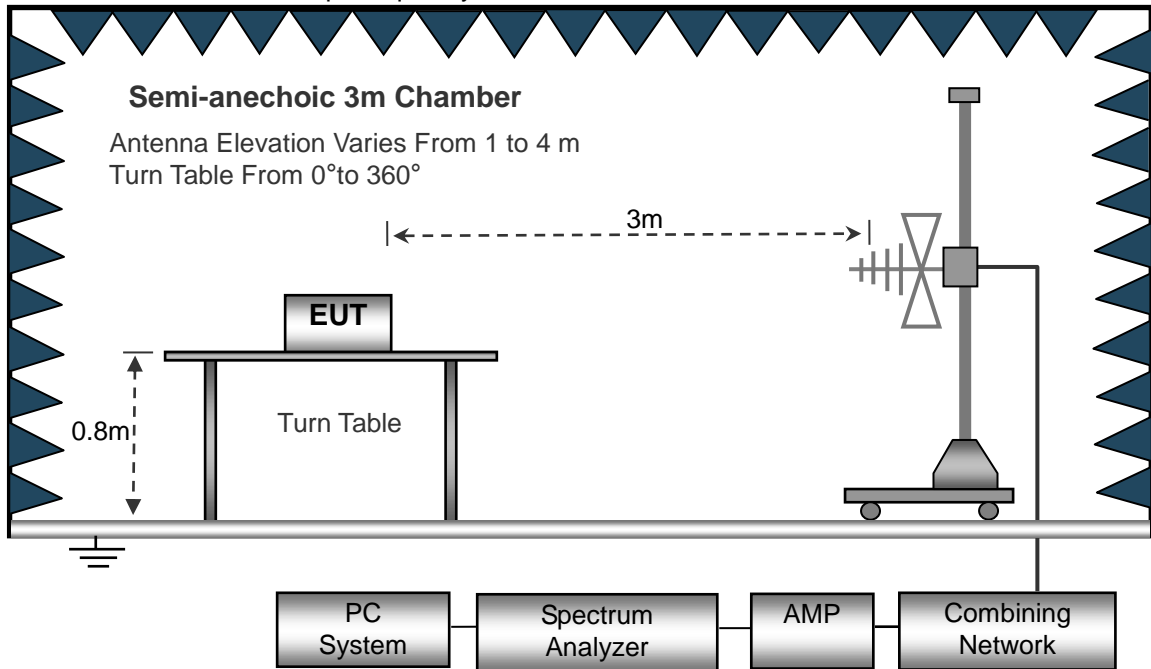 Semi-anechoic 3m Chamber
Antenna Elevation Varies From 1 to 4 m
Turn Table From 0°to 360°
3m
EUT
0.8m
Turn Table
PC
System
Spectrum
Analyzer
AMP
Combining
Network